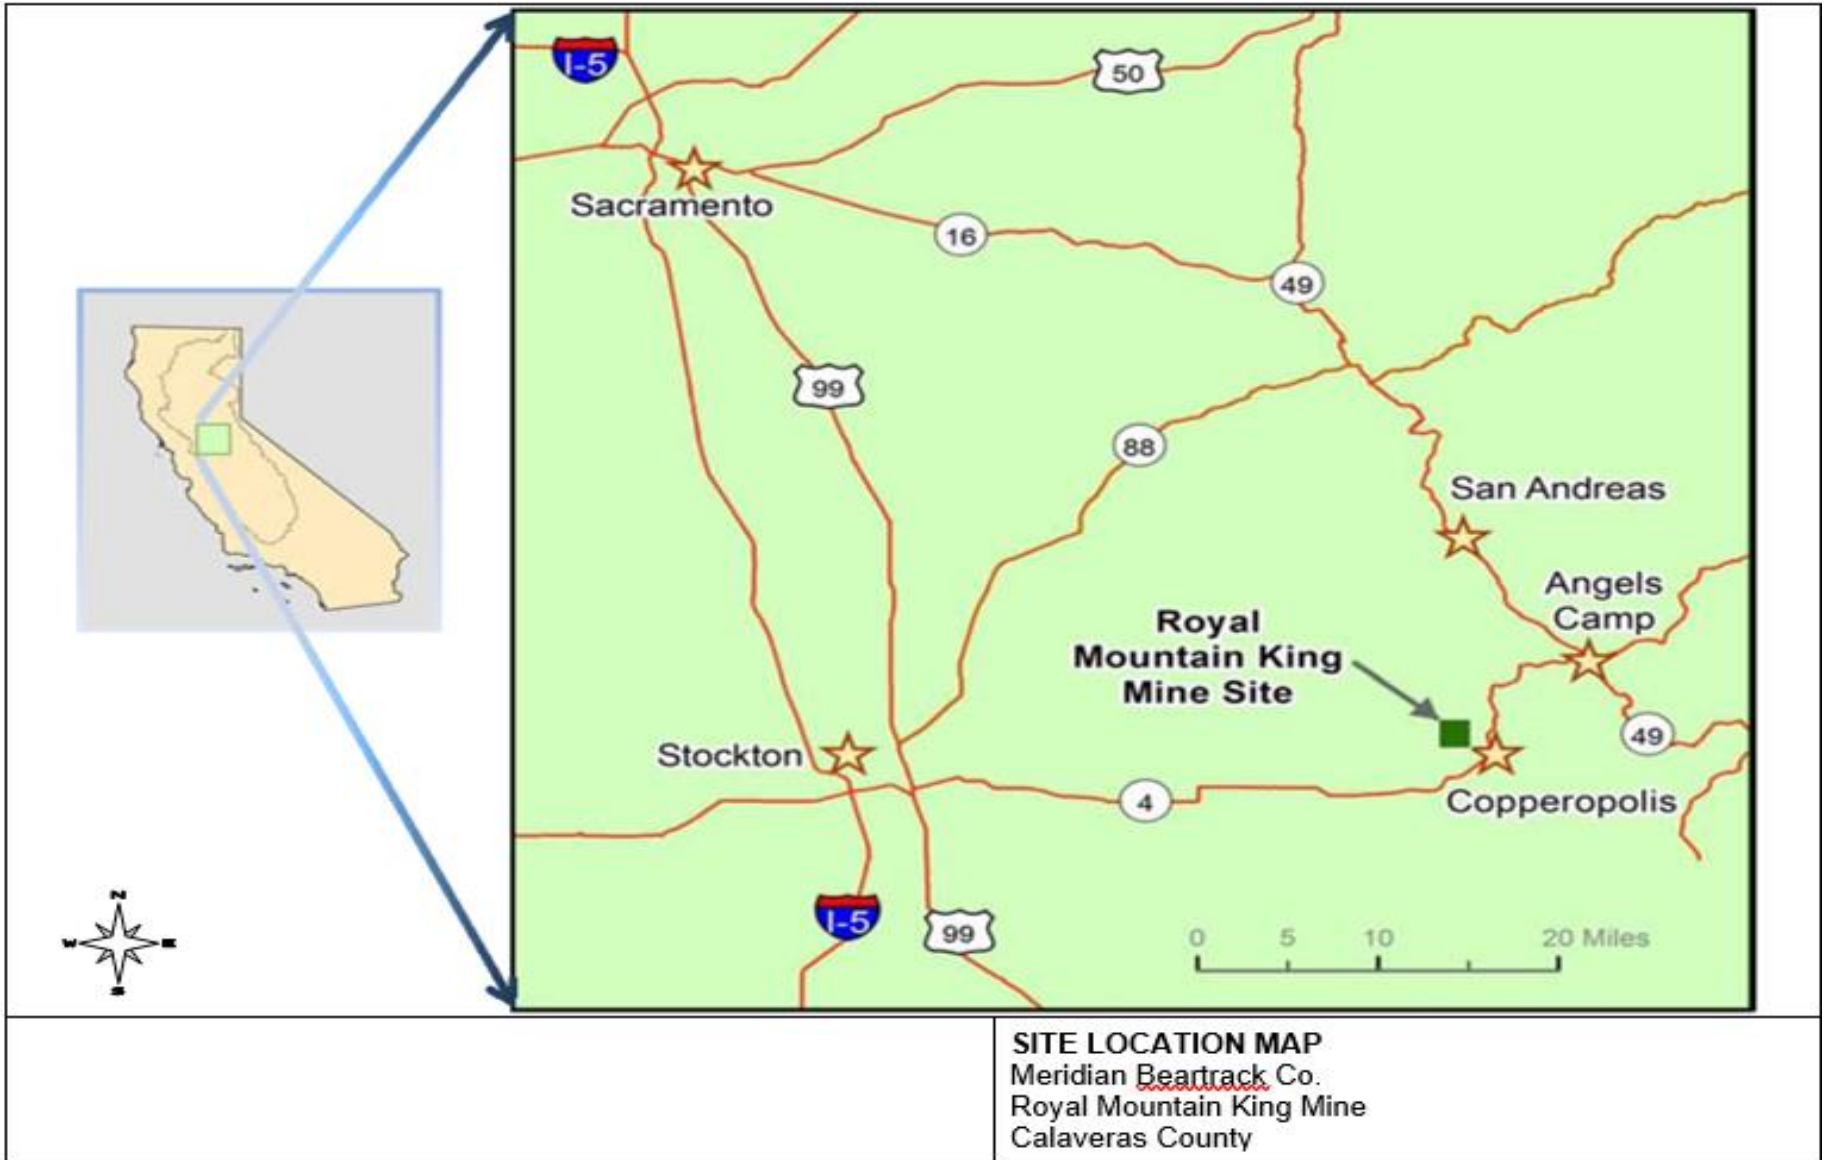 I-5
50
Sacramento
16
49
99
88
San Andreas
Angels
Camp
Royal
Mountain King
Mine Site
Stockton
49
4
Copperopolis
I-5
99
0 5 10 20 Miles
N
W E
S
SITE LOCATION MAP
Meridian Beartrack Co.
Royal Mountain King Mine
Calaveras County